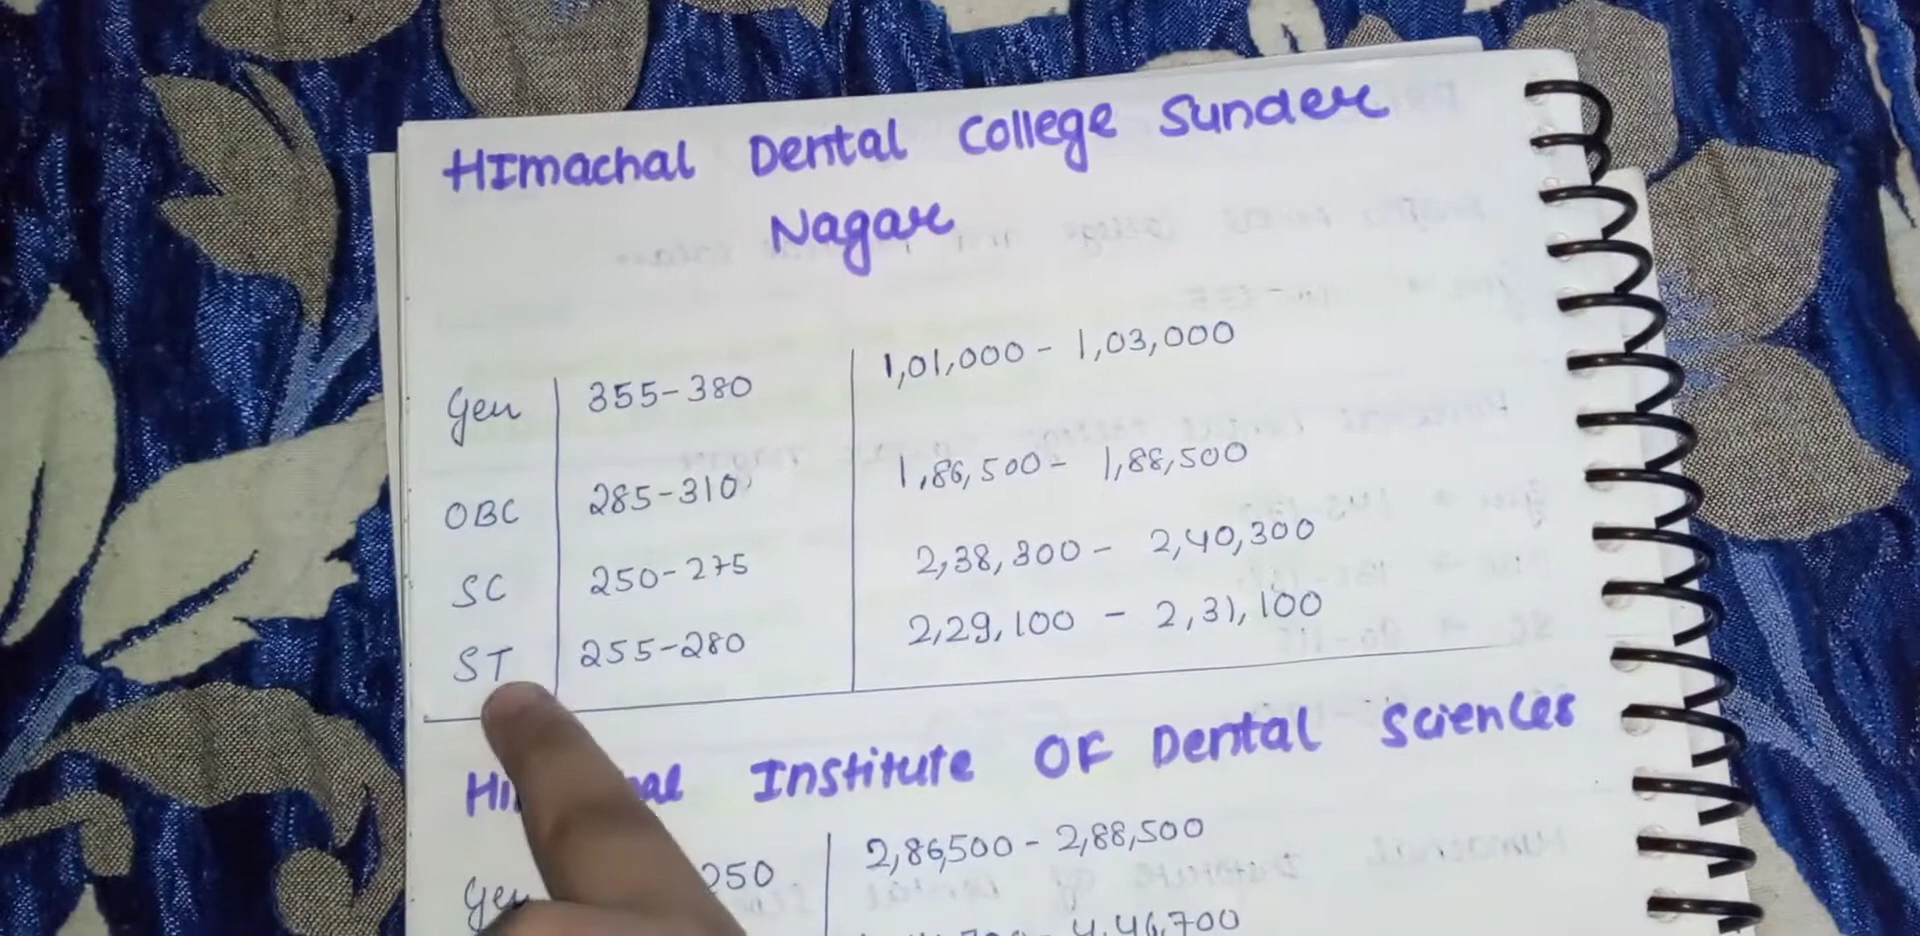 HImachal Dental College Sunder
Nagar
Gen 355-380 1,01,000 - 1,03,000
OBC 285-310 1,86,500 - 1,88,500
SC 250-275 2,38,300 - 2,40,300
ST 255-280 2,29,100 - 2,31,100
Institute OF Dental Sciences
Gen 250 2,86,500 - 2,88,500
4,46,700